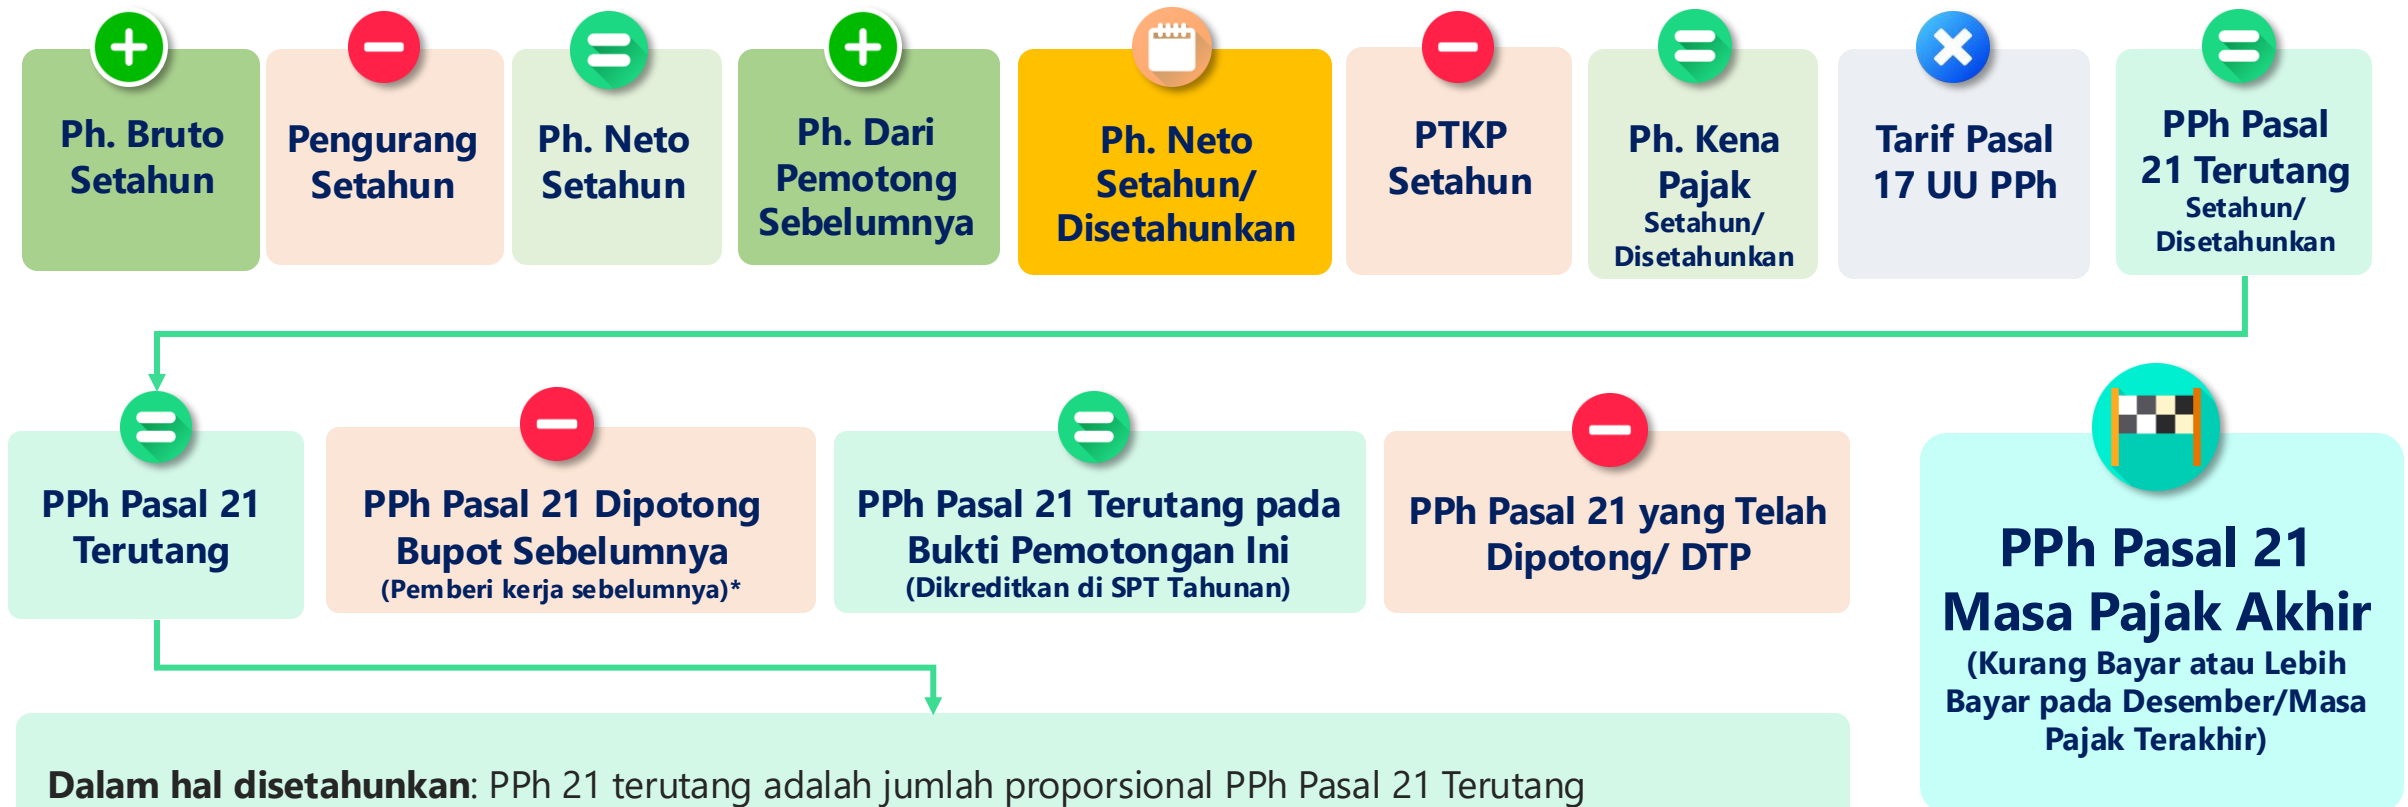 Ph. Bruto
Setahun
Pengurang
Setahun
Ph. Neto
Setahun
Ph. Dari
Pemotong
Sebelumnya
Ph. Neto
Setahun/
Disetahunkan
PTKP
Setahun
Ph. Kena
Pajak
Setahun/
Disetahunkan
Tarif Pasal
17 UU PPh
PPh Pasal
21 Terutang
Setahun/
Disetahunkan
PPh Pasal 21
Terutang
PPh Pasal 21 Dipotong
Bupot Sebelumnya
(Pemberi kerja sebelumnya)*
PPh Pasal 21 Terutang pada
Bukti Pemotongan Ini
(Dikreditkan di SPT Tahunan)
PPh Pasal 21 yang Telah
Dipotong/ DTP
PPh Pasal 21
Masa Pajak Akhir
(Kurang Bayar atau Lebih
Bayar pada Desember/Masa
Pajak Terakhir)
Dalam hal disetahunkan: PPh 21 terutang adalah jumlah proporsional PPh Pasal 21 Terutang